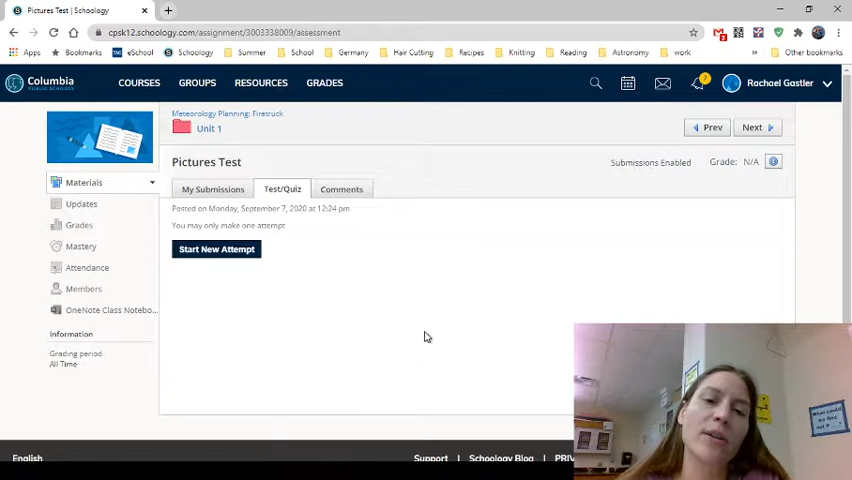 Pictures Test | Schoology
cpsk12.schoology.com/assignment/3003338009/assessment
Apps
Bookmarks
eSchool
Schoology
Summer
School
Germany
Hair Cutting
Recipes
Knitting
Reading
Astronomy
work
Other bookmarks
Columbia
PUBLIC SCHOOLS
COURSES
GROUPS
RESOURCES
GRADES
7
Rachael Gastler
Meteorology Planning: Firetruck
Unit 1
Prev
Next
Pictures Test
Submissions Enabled
Grade: N/A
Materials
My Submissions
Test/Quiz
Comments
Updates
Posted on Monday, September 7, 2020 at 12:24 pm
Grades
You may only make one attempt
Mastery
Start New Attempt
Attendance
Members
OneNote Class Notebo...
Information
Grading period
All Time
What could
English
Support
Schoology Blog
PRIV